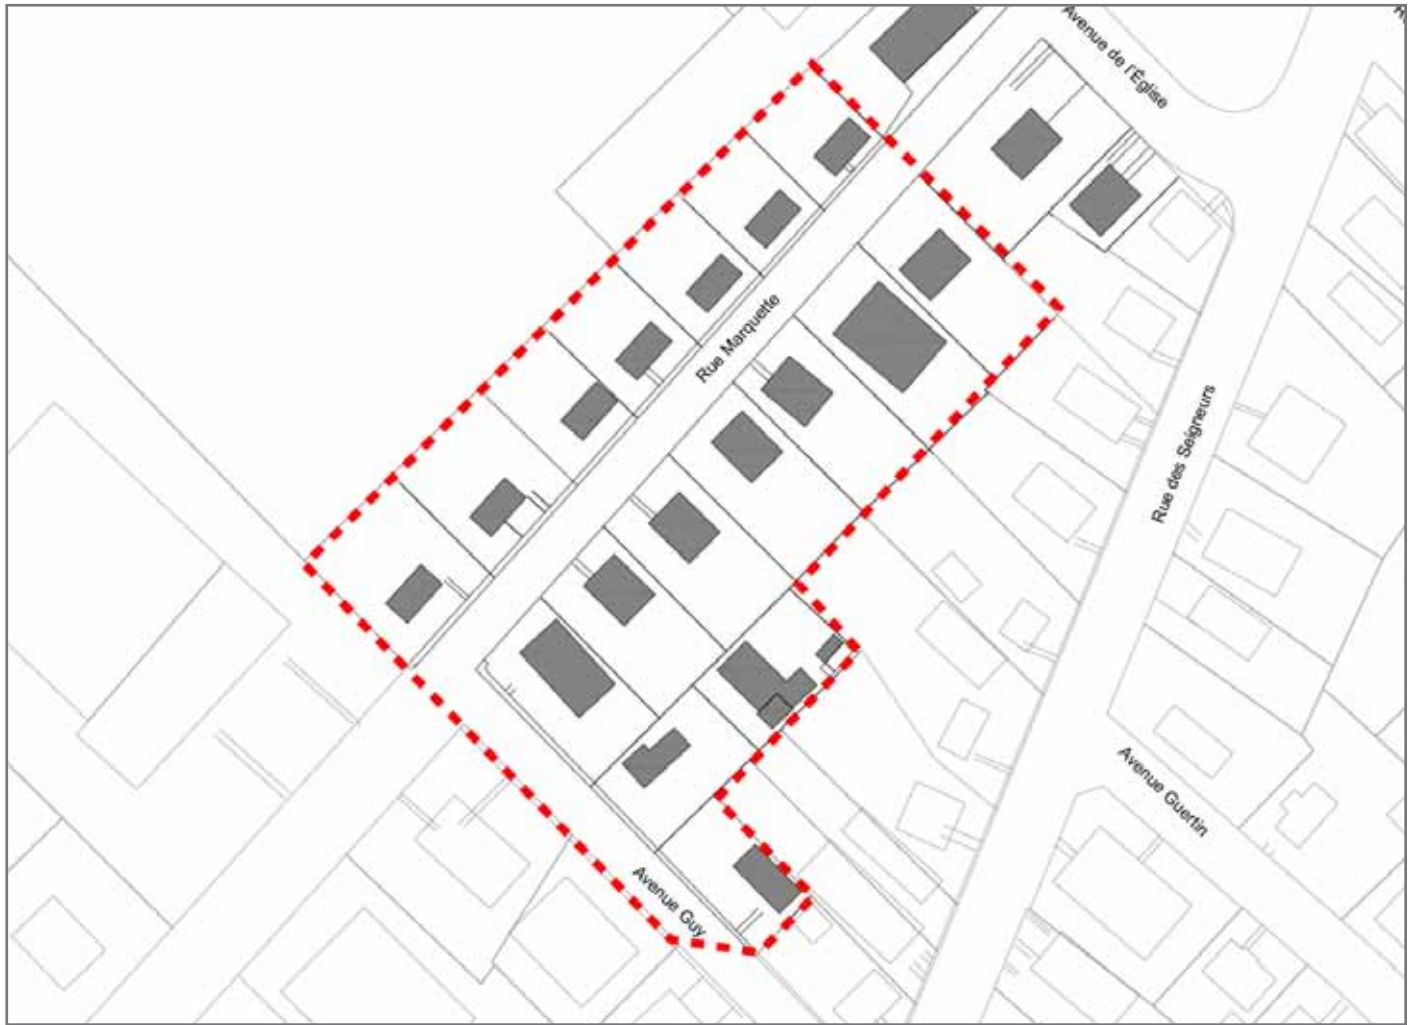 Avenue de l'Église
Rue Marquette
Rue des Seigneurs
Avenue Guertin
Avenue Guy